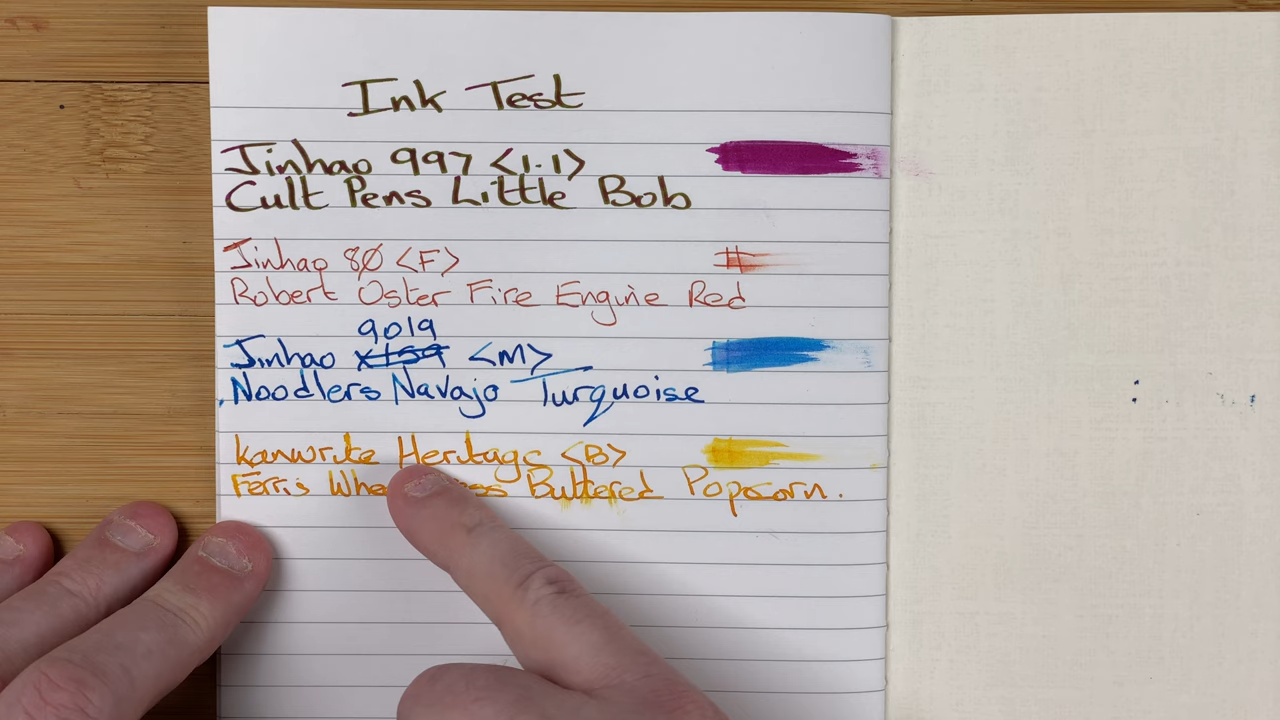 Ink Test
Jinhao 997 <1.1>
Cult Pens Little Bob
Jinhao 80 <F>
Robert Oster Fire Engine Red
9019
Jinhao x159 <M>
Noodlers Navajo Turquoise
Kanwrite Heritage <B>
Ferris Buttered Popcorn.